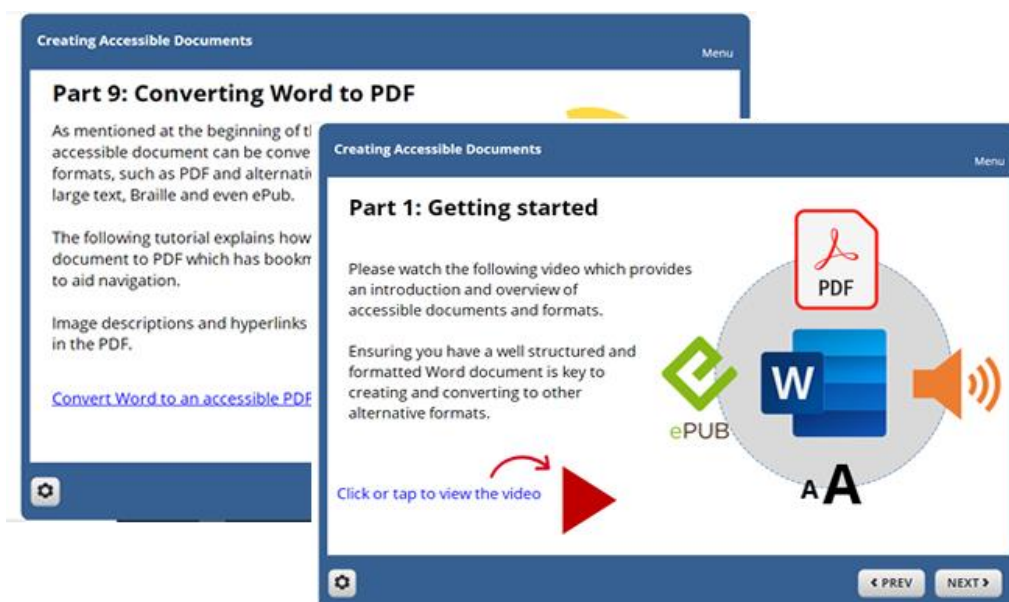 Creating Accessible Documents
Menu
Part 9: Converting Word to PDF
As mentioned at the beginning of
accessible document can be
formats, such as PDF and
large text, Braille and even ePub.
The following tutorial explains how
document to PDF which has
to aid navigation.
Image descriptions and hyperlinks
in the PDF.
Convert Word to an accessible PDF
Creating Accessible Documents
Menu
Part 1: Getting started
Please watch the following video which provides
an introduction and overview of
accessible documents and formats.
Ensuring you have a well structured and
formatted Word document is key to
creating and converting to other
alternative formats.
Click or tap to view the video
PDF
W
ePUB
A A
PREV
NEXT